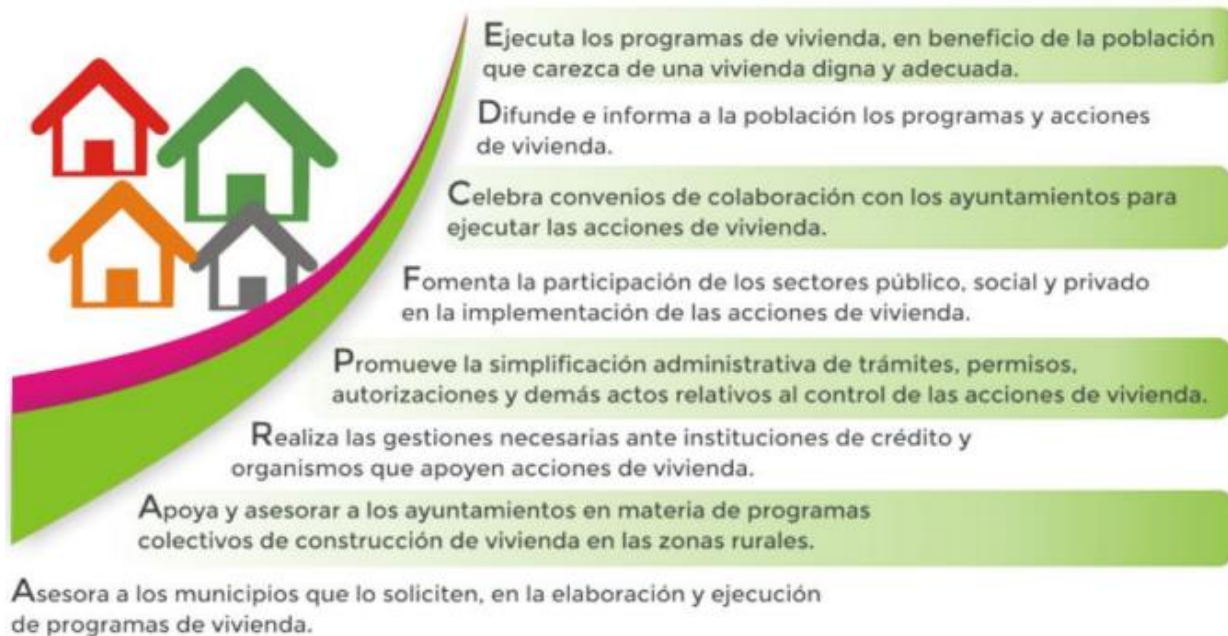 Ejecuta los programas de vivienda, en beneficio de la población
que carezca de una vivienda digna y adecuada.
Difunde e informa a la población los programas y acciones
de vivienda.
Celebra convenios de colaboración con los ayuntamientos para
ejecutar las acciones de vivienda.
Fomenta la participación de los sectores público, social y privado
en la implementación de las acciones de vivienda.
Promueve la simplificación administrativa de trámites, permisos,
autorizaciones y demás actos relativos al control de las acciones de vivienda.
Realiza las gestiones necesarias ante instituciones de crédito y
organismos que apoyen acciones de vivienda.
Apoya y asesorar a los ayuntamientos en materia de programas
colectivos de construcción de vivienda en las zonas rurales.
Asesora a los municipios que lo soliciten, en la elaboración y ejecución
de programas de vivienda.